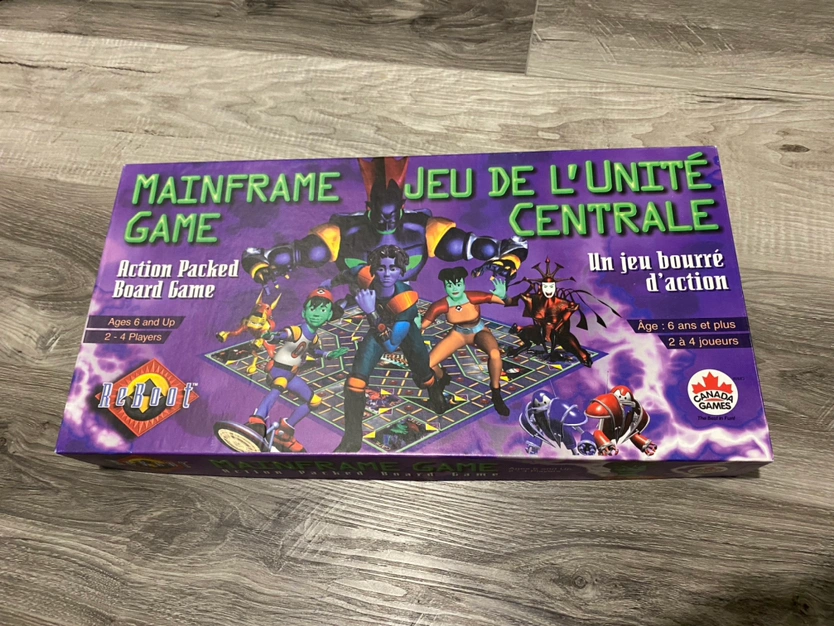 MAINFRAME
GAME
JEU DE L'UNITÉ
CENTRALE
Action Packed
Board Game
Un jeu bourré
d'action
Ages 6 and Up
2 - 4 Players
Âge : 6 ans et plus
2 à 4 joueurs
ReBoot™
CANADA
GAMES
MAINFRAME GAME
Action Packed Board Game